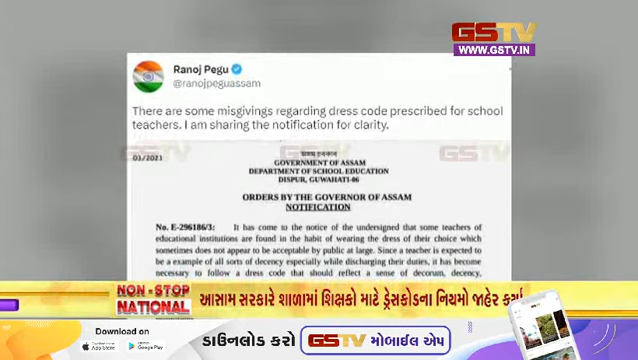 GSTV
WWW.GSTV.IN
Ranoj Pegu
@ranojpeguassam
There are some misgivings regarding dress code prescribed for school
teachers. I am sharing the notification for clarity.
GOVERNMENT OF ASSAM
DEPARTMENT OF SCHOOL EDUCATION
DISPUR, GUWAHATI-06
ORDERS BY THE GOVERNOR OF ASSAM
NOTIFICATION
No. E-296186/3: It has come to the notice of the undersigned that some teachers of
educational institutions are found in the habit of wearing the dress of their choice which
sometimes does not appear to be acceptable by public at large. Since a teacher is expected to
be a example of all sorts of decency especially while discharging their duties, it has become
necessary to follow a dress code that should reflect a sense of decorum, decency,
NON-STOP
NATIONAL
આસામ સરકારે શાળામાં શિક્ષકો માટે ડ્રેસકોડના નિયમો જાહેર કર્યા
Download on
App Store
Google Play
ડાઉનલોડ કરો GSTV મોબાઈલ એપ